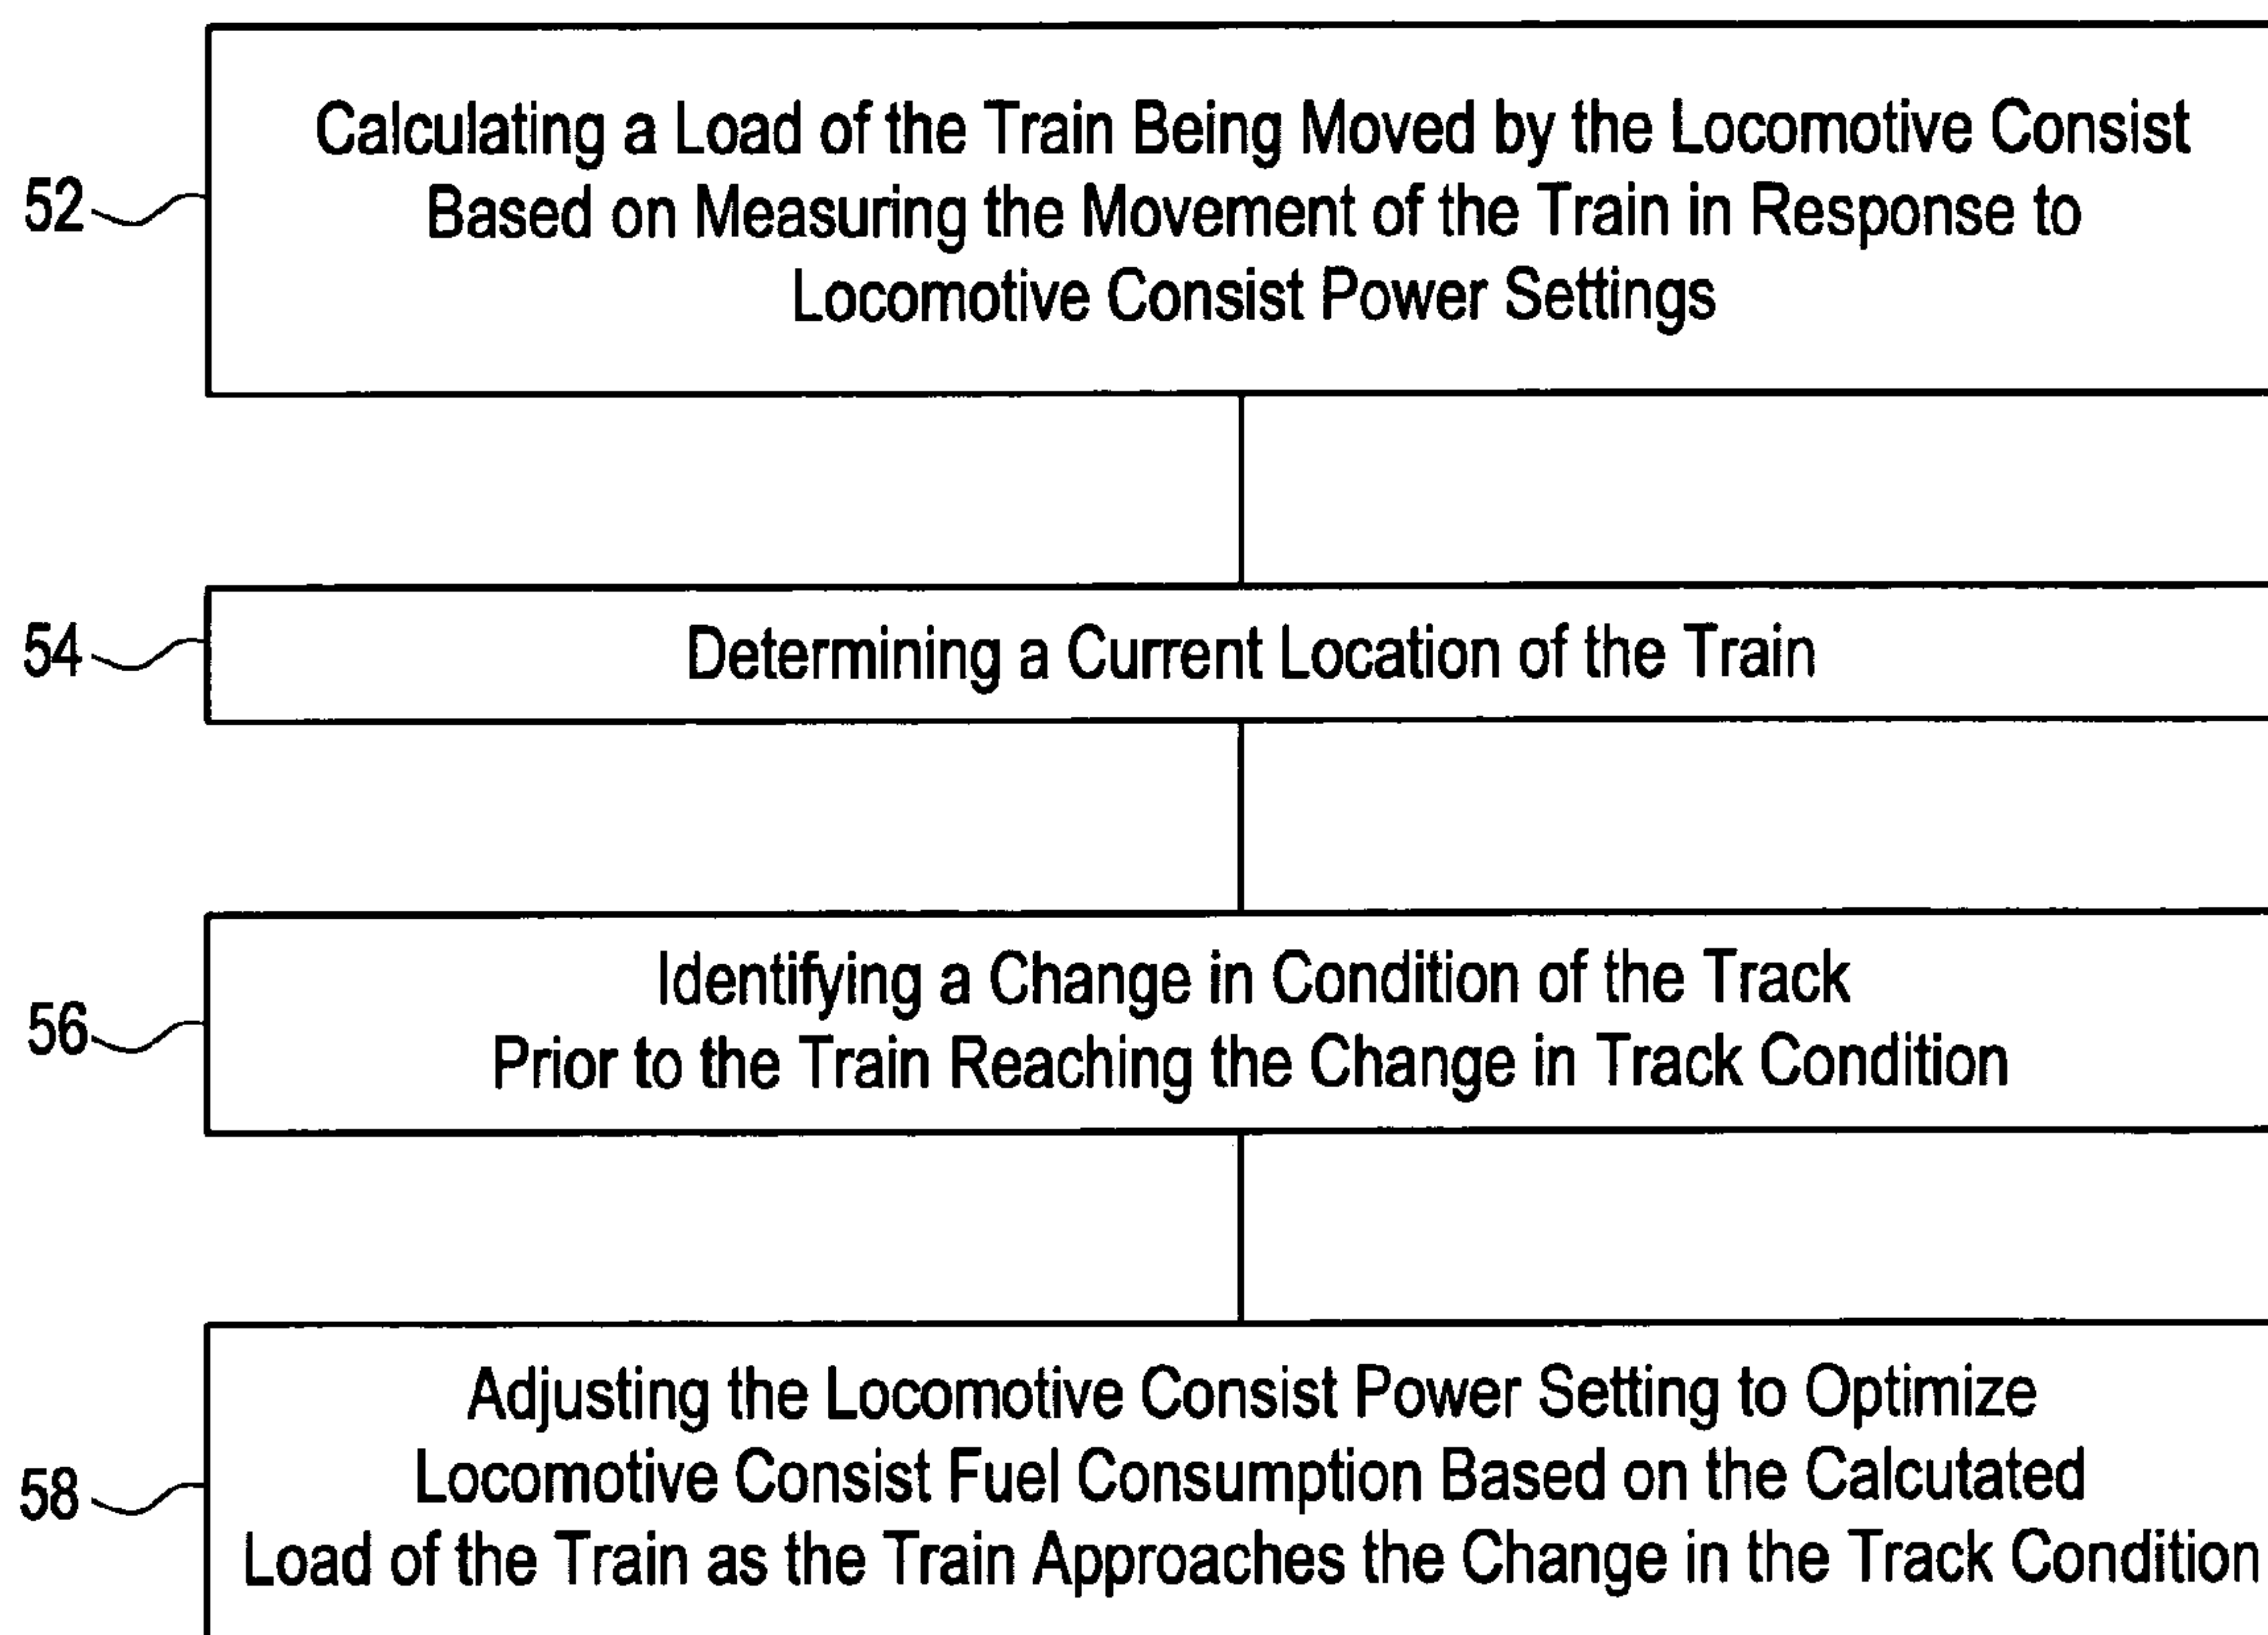 Calculating a Load of the Train Being Moved by the Locomotive Consist
Based on Measuring the Movement of the Train in Response to
Locomotive Consist Power Settings
52
Determining a Current Location of the Train
54
Identifying a Change in Condition of the Track
Prior to the Train Reaching the Change in Track Condition
56
Adjusting the Locomotive Consist Power Setting to Optimize
Locomotive Consist Fuel Consumption Based on the Calcutated
Load of the Train as the Train Approaches the Change in the Track Condition
58